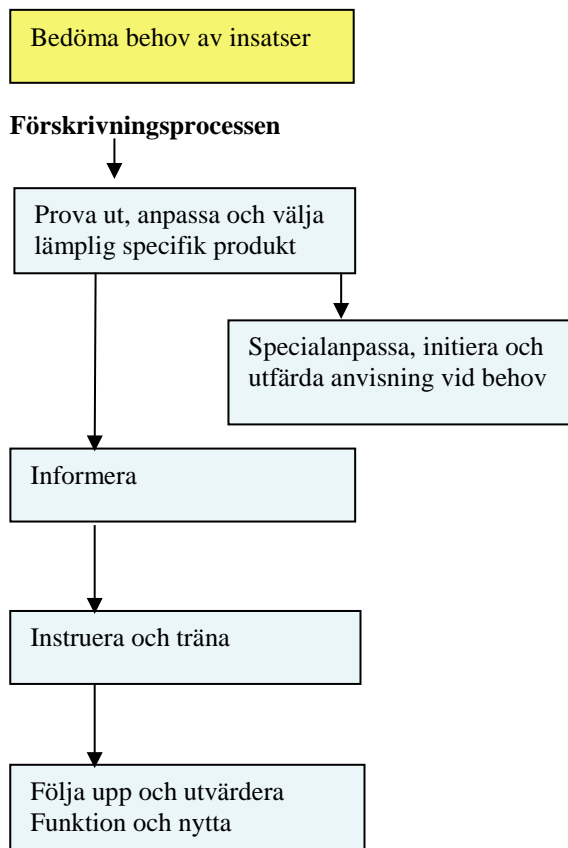 Bedöma behov av insatser
Förskrivningsprocessen
Prova ut, anpassa och välja
lämplig specifik produkt
Specialanpassa, initiera och
utfärda anvisning vid behov
Informera
Instruera och träna
Följa upp och utvärdera
Funktion och nytta